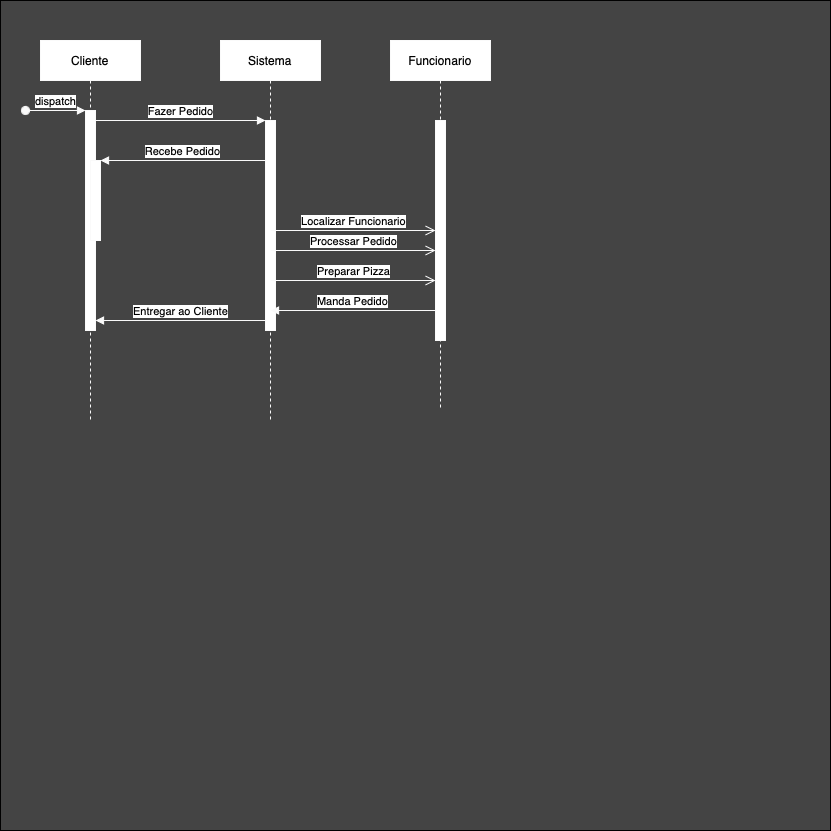 Cliente
Sistema
Funcionario
dispatch
Fazer Pedido
Recebe Pedido
Localizar Funcionario
Processar Pedido
Preparar Pizza
Manda Pedido
Entregar ao Cliente